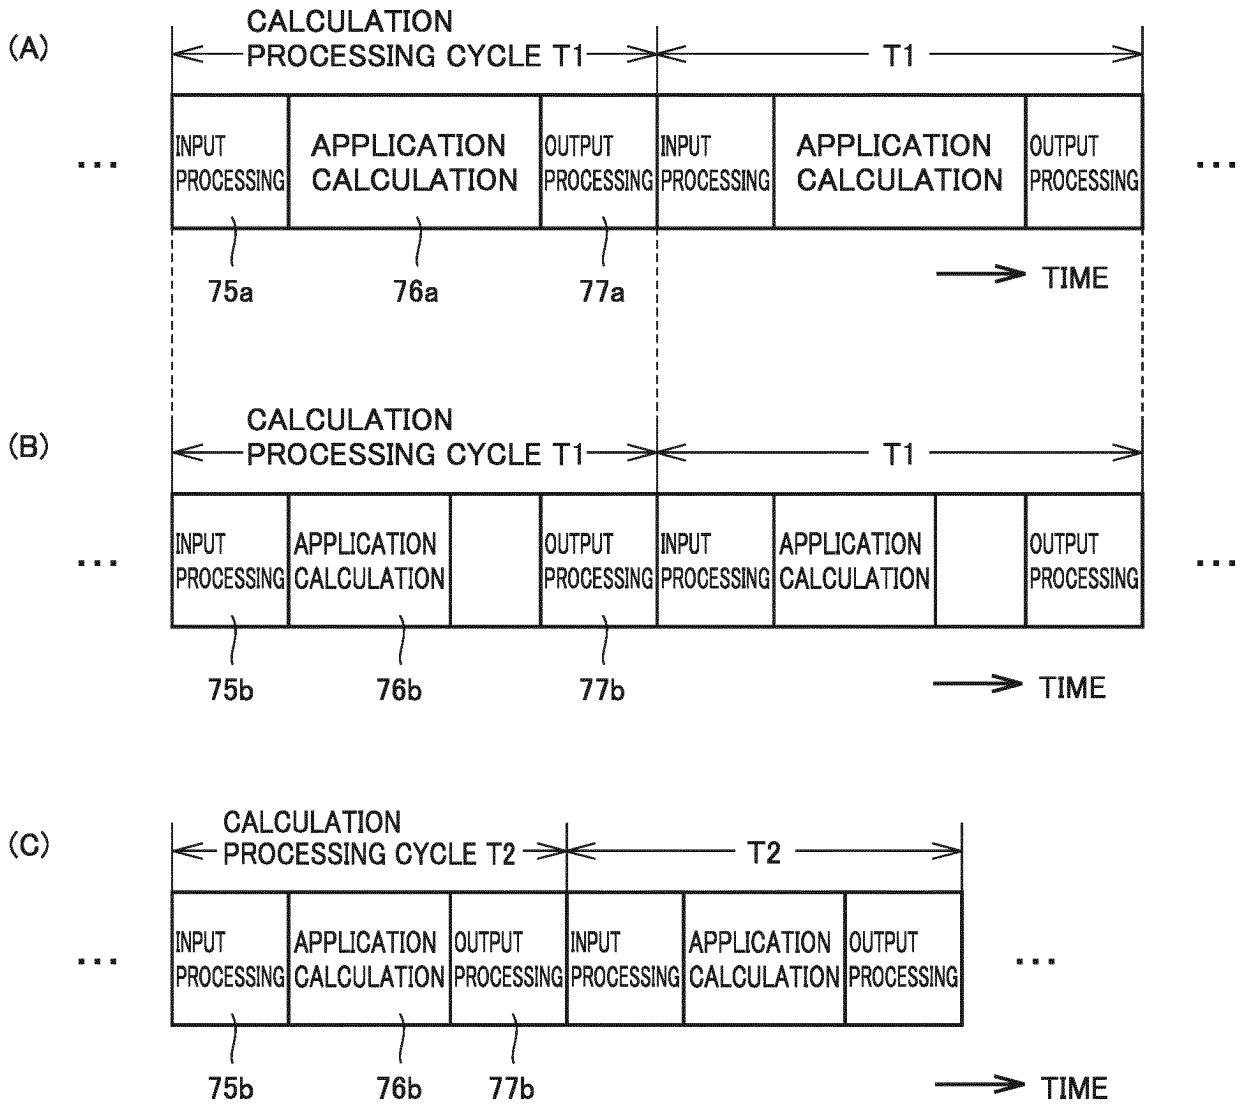 (A)
CALCULATION
PROCESSING CYCLE T1
T1
...
INPUT
PROCESSING
APPLICATION
CALCULATION
OUTPUT
PROCESSING
INPUT
PROCESSING
APPLICATION
CALCULATION
OUTPUT
PROCESSING
...
75a
76a
77a
TIME
(B)
CALCULATION
PROCESSING CYCLE T1
T1
...
INPUT
PROCESSING
APPLICATION
CALCULATION
OUTPUT
PROCESSING
INPUT
PROCESSING
APPLICATION
CALCULATION
OUTPUT
PROCESSING
...
75b
76b
77b
TIME
(C)
CALCULATION
PROCESSING CYCLE T2
T2
...
INPUT
PROCESSING
APPLICATION
CALCULATION
OUTPUT
PROCESSING
INPUT
PROCESSING
APPLICATION
CALCULATION
OUTPUT
PROCESSING
...
75b
76b
77b
TIME